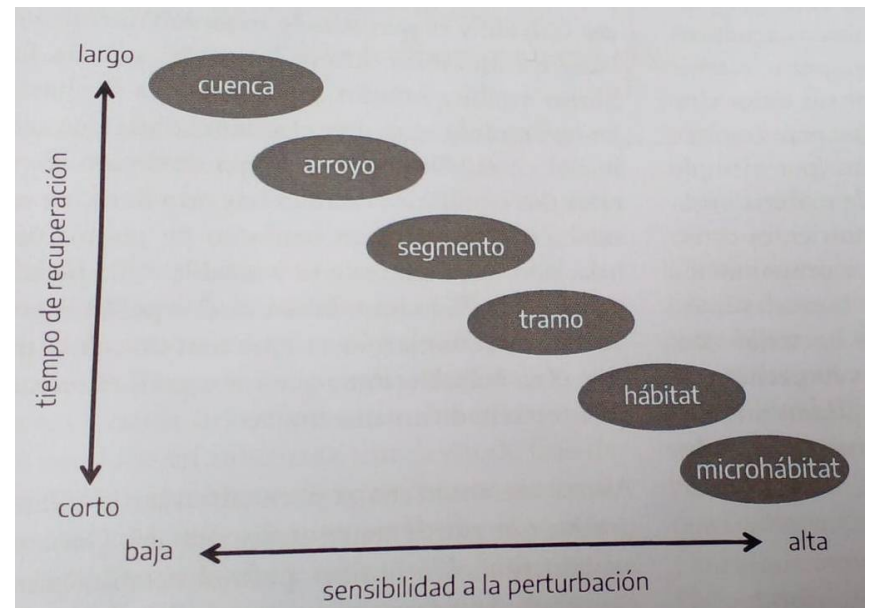 largo
cuenca
arroyo
segmento
tramo
hábitat
microhábitat
tiempo de recuperación
corto
baja
alta
sensibilidad a la perturbación